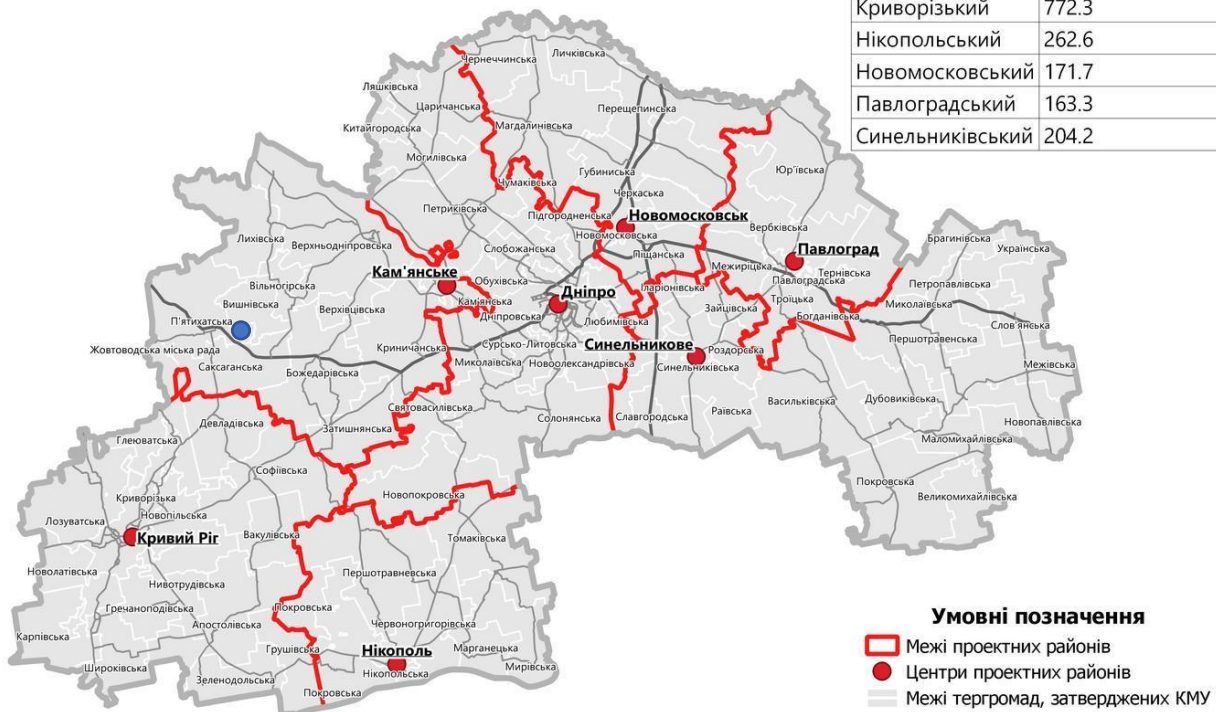 Криворізький 772.3
Нікопольський 262.6
Новомосковський 171.7
Павлоградський 163.3
Синельниківський 204.2
Чернеччинська
Личківська
Ляшківська
Царичанська
Перещепинська
Китайгородська
Магдалинівська
Могилівська
Губиниська
Юр'ївська
Чумаківська
Черкаська
Петриківська
Підгородненська
Новомосковськ
Вербківська
Новомосковська
Лихівська
Верхньодніпровська
Слобожанська
Піщанська
Павлоград
Брагинівська
Українська
Кам'янське
Обухівська
Межиріцька
Тернівська
Вільногірська
Іларіонівська
Павлоградська
Петропавлівська
Дніпро
Кам'янська
Троїцька
Вишнівська
Верхівцівська
Дніпровська
Зайцівська
Богданівська
Миколаївська
П'ятихатська
Любимівська
Слов янська
Криничанська
Сурсько-Литовська
Синельникове
Першотравенська
Жовтоводська міська рада
Роздорська
Саксаганська
Миколаївська
Новоолександрівська
Синельниківська
Межівська
Божедарівська
Васильківська
Дубовиківська
Святовасилівська
Солонянська
Славгородська
Раївська
Девладівська
Затишнянська
Новопавлівська
Глеюватська
Маломихайлівська
Софіївська
Покровська
Криворізька
Новопокровська
Великомихайлівська
Новопільська
Лозуватська
Кривий Ріг
Вакулівська
Томаківська
Новолатівська
Першотравневська
Нивотрудівська
Гречаноподівська
Покровська
Апостолівська
Червоногригорівська
Карпівська
Грушівська
Нікополь
Марганецька
Широківська
Зеленодольська
Нікопольська
Мирівська
Покровська
Умовні позначення
Межі проектних районів
Центри проектних районів
Межі тергромад, затверджених КМУ